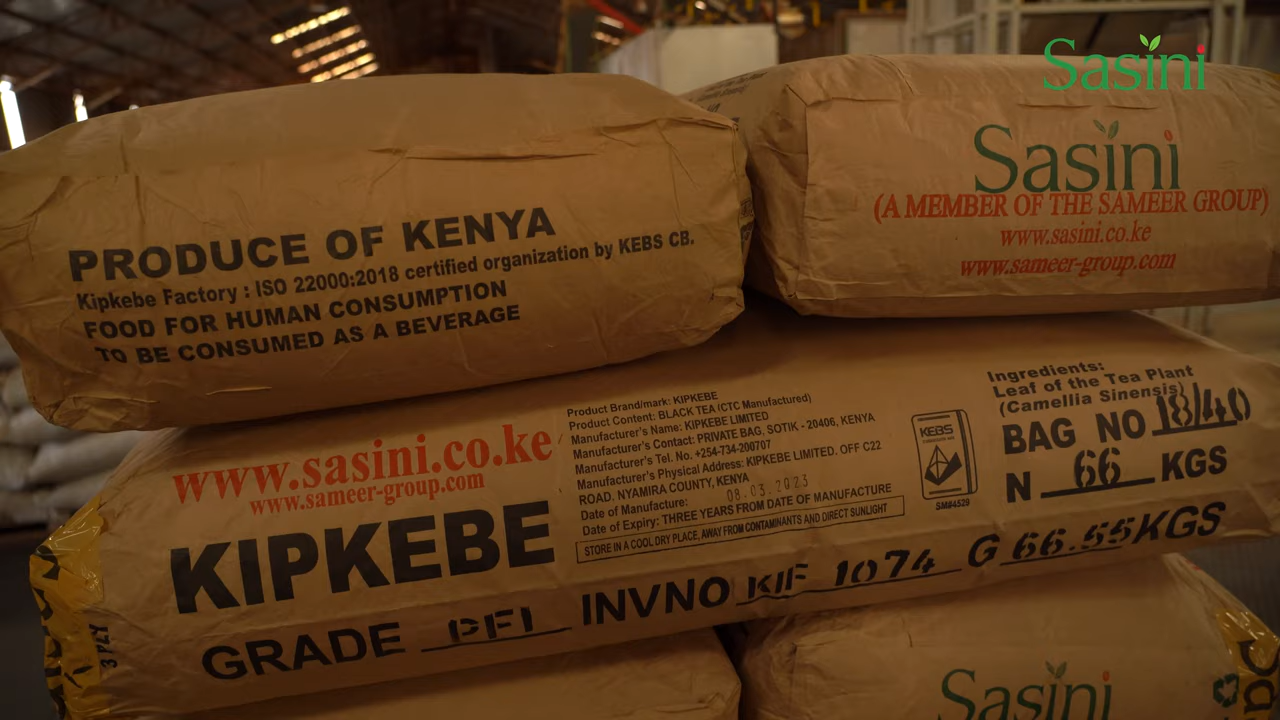 Sasini
PRODUCE OF KENYA
Kipkebe Factory : ISO 22000:2018 certified organization by KEBS CB.
FOOD FOR HUMAN CONSUMPTION
TO BE CONSUMED AS A BEVERAGE
Sasini
(A MEMBER OF THE SAMEER GROUP)
www.sasini.co.ke
www.sameer-group.com
www.sasini.co.ke
www.sameer-group.com
KIPKEBE
Product Brand/mark: KIPKEBE
Product Content: BLACK TEA (CTC Manufactured)
Manufacturer's Name: KIPKEBE LIMITED
Manufacturer's Contact: PRIVATE BAG, SOTIK - 20406, KENYA
Manufacturer's Tel. No. +254-734-200707
Manufacturer's Physical Address: KIPKEBE LIMITED. OFF C22
ROAD. NYAMIRA COUNTY, KENYA
Date of Manufacture: 08.03.2023
Date of Expiry: THREE YEARS FROM DATE OF MANUFACTURE
STORE IN A COOL DRY PLACE, AWAY FROM CONTAMINANTS AND DIRECT SUNLIGHT
KEBS
SM#4529
Ingredients:
Leaf of the Tea Plant
(Camellia Sinensis)
BAG NO 18/40
N 66 KGS
GRADE PF1 INVNO KIF 1074 G 66.55KGS
3 PLY
Sasini